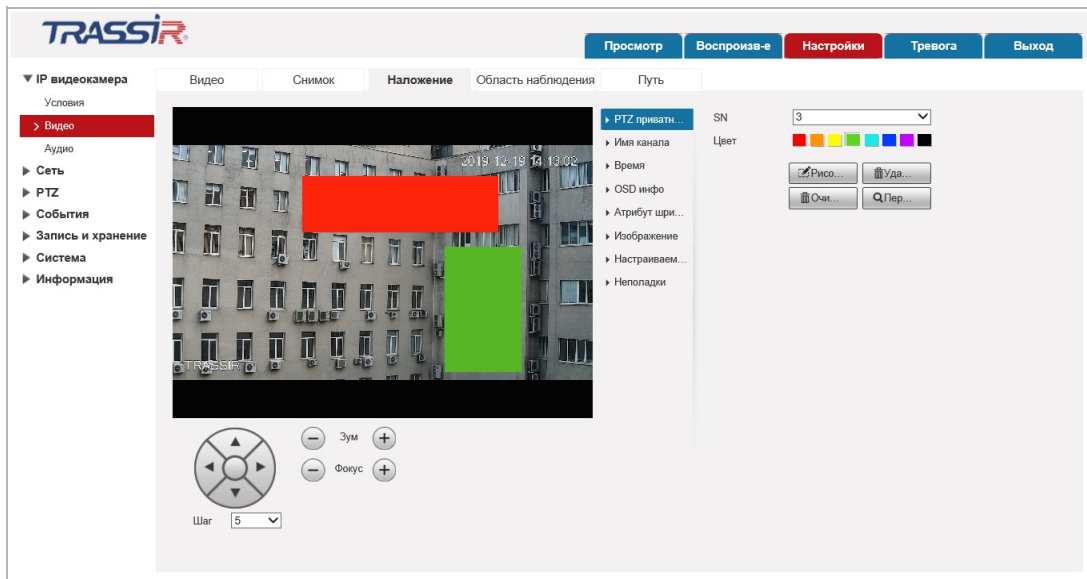 TRASSIR
Просмотр Воспроизв-е Настройки Тревога Выход
IP видеокамера
Условия
Видео
Аудио
Сеть
PTZ
События
Запись и хранение
Система
Информация
Видео Снимок Наложение Область наблюдения Путь
2019-12-19 14:13:02
TRASSIR
PTZ приватн...
Имя канала
Время
OSD инфо
Атрибут шри...
Изображение
Настраиваем...
Неполадки
SN 3
Цвет
Рисо... Уда...
Очи... Пер...
Зум
Фокус
Шаг 5